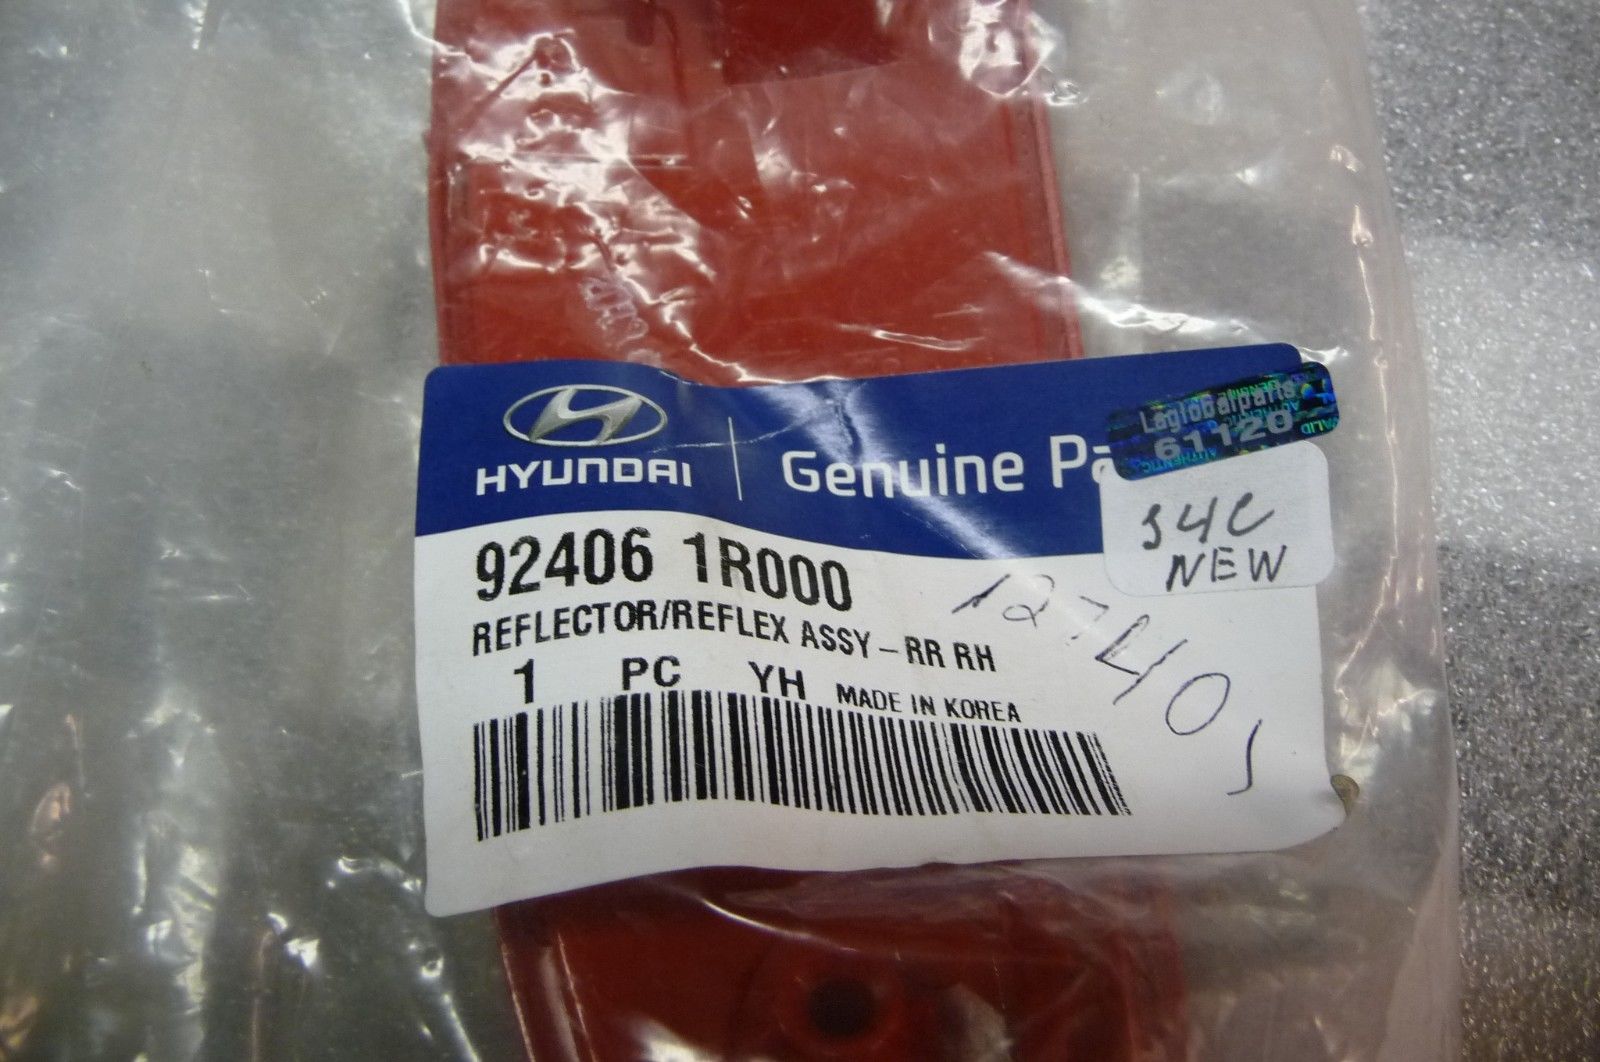 HYUNDAI | Genuine Pa
Laglobalparts
61120
S4C
NEW
92406 1R000
REFLECTOR/REFLEX ASSY – RR RH
1 PC YH MADE IN KOREA